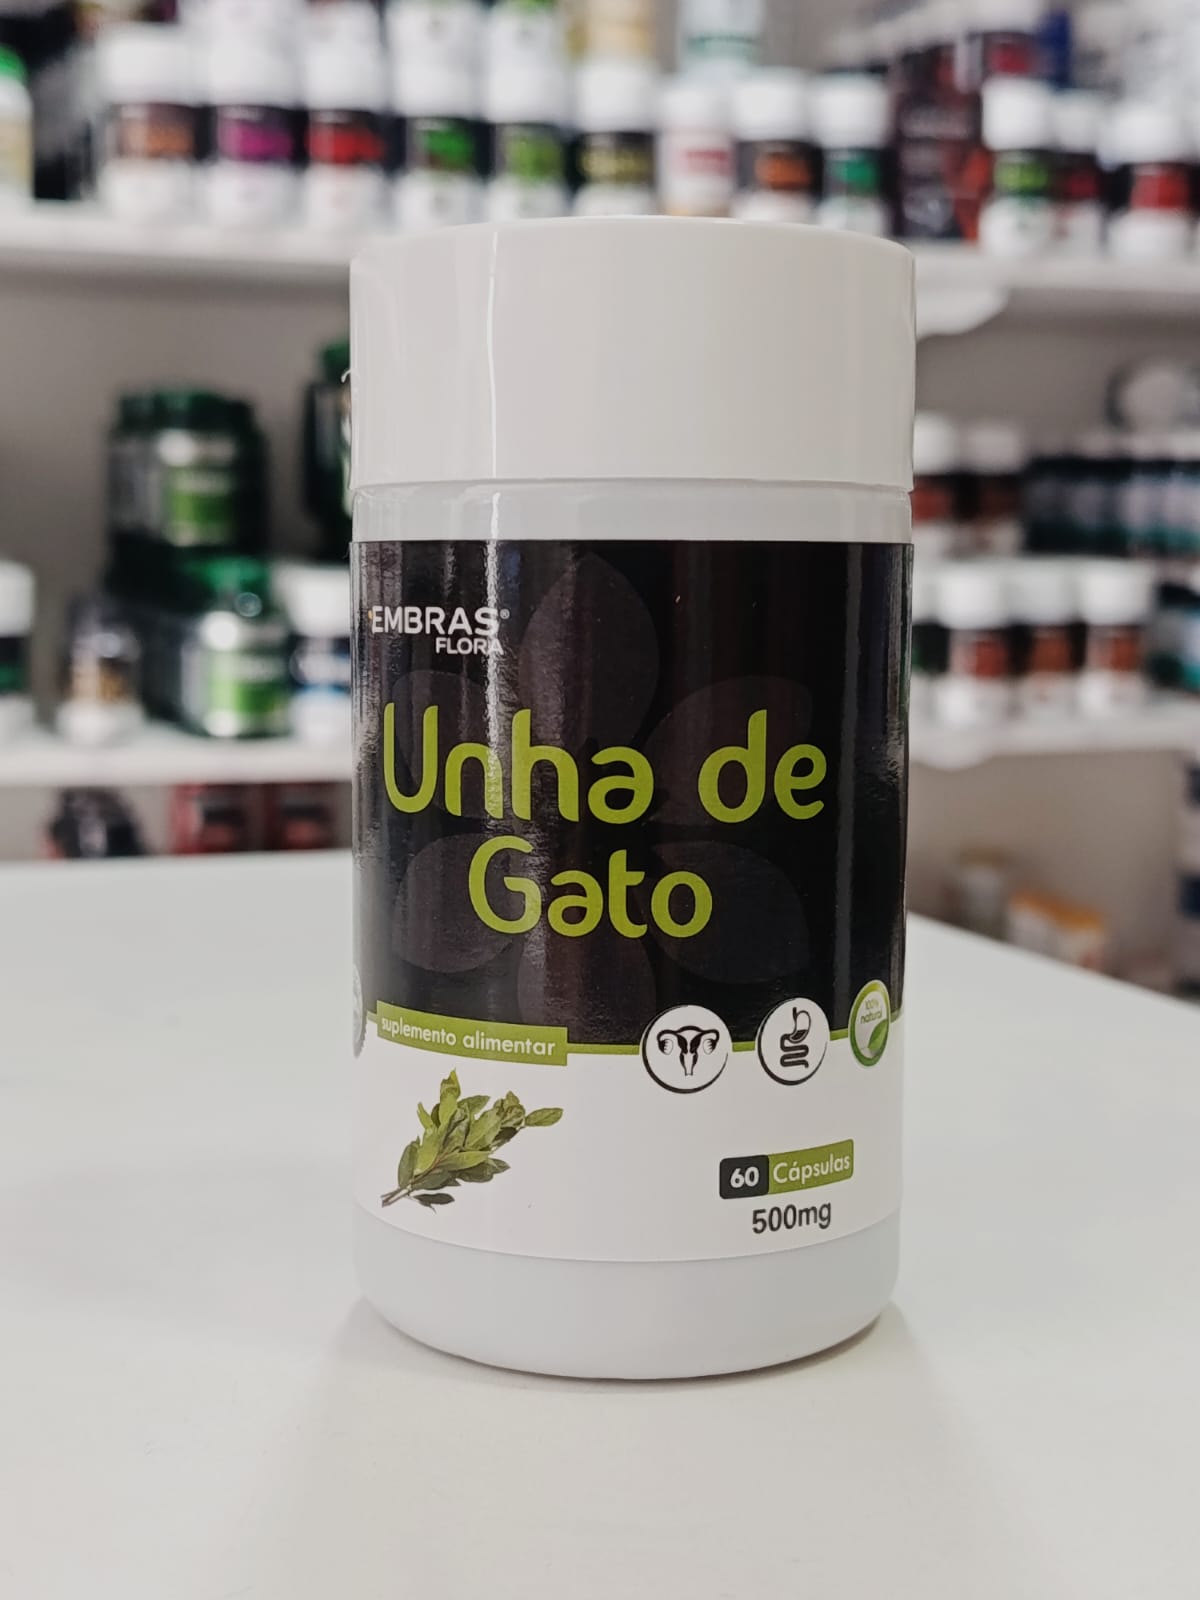 EMBRAS®
FLORA
Unha de
Gato
suplemento alimentar
100%
natural
60 Cápsulas
500mg